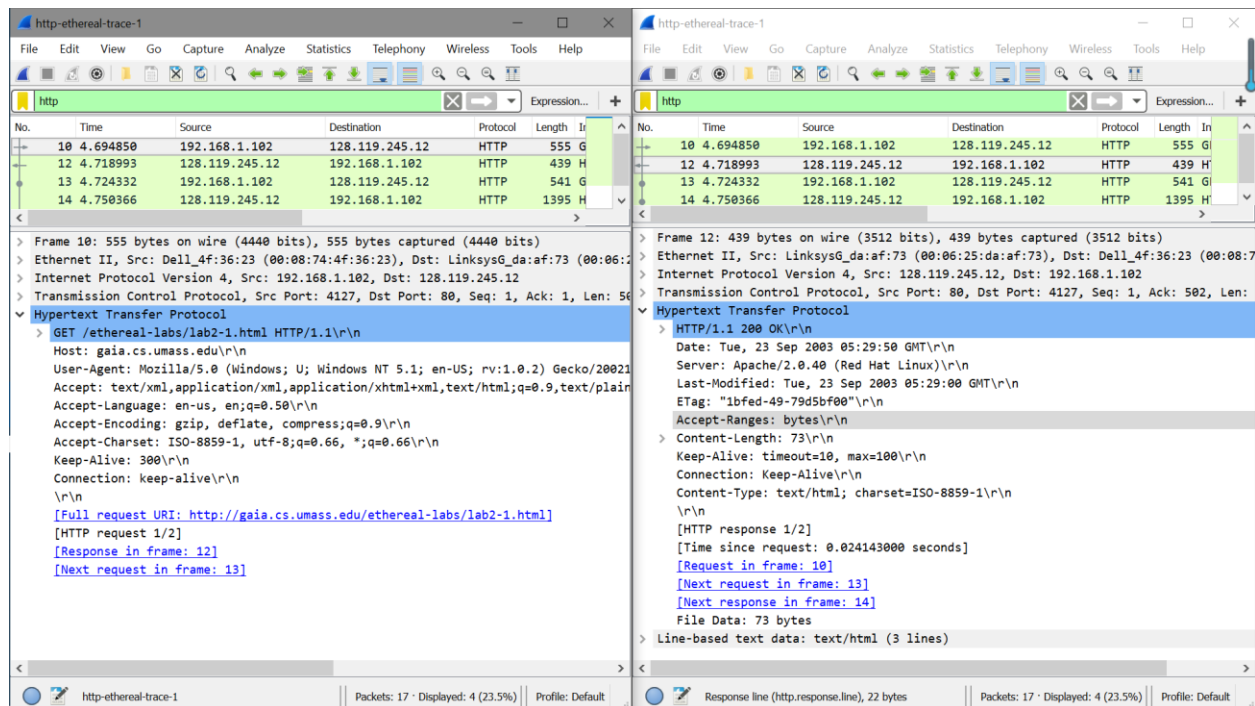 http-ethereal-trace-1
File Edit View Go Capture Analyze Statistics Telephony Wireless Tools Help
http
Expression...
+
No. Time Source Destination Protocol Length
10 4.694850 192.168.1.102 128.119.245.12 HTTP 555 G
12 4.718993 128.119.245.12 192.168.1.102 HTTP 439 H
13 4.724332 192.168.1.102 128.119.245.12 HTTP 541 G
14 4.750366 128.119.245.12 192.168.1.102 HTTP 1395 H
> Frame 10: 555 bytes on wire (4440 bits), 555 bytes captured (4440 bits)
> Ethernet II, Src: Dell_4f:36:23 (00:08:74:4f:36:23), Dst: LinksysG_da:af:73 (00:06:2
> Internet Protocol Version 4, Src: 192.168.1.102, Dst: 128.119.245.12
> Transmission Control Protocol, Src Port: 4127, Dst Port: 80, Seq: 1, Ack: 1, Len: 50
Hypertext Transfer Protocol
> GET /ethereal-labs/lab2-1.html HTTP/1.1\r\n
Host: gaia.cs.umass.edu\r\n
User-Agent: Mozilla/5.0 (Windows; U; Windows NT 5.1; en-US; rv:1.0.2) Gecko/20021
Accept: text/xml,application/xml,application/xhtml+xml,text/html;q=0.9,text/plain
Accept-Language: en-us, en;q=0.50\r\n
Accept-Encoding: gzip, deflate, compress;q=0.9\r\n
Accept-Charset: ISO-8859-1, utf-8;q=0.66, *;q=0.66\r\n
Keep-Alive: 300\r\n
Connection: keep-alive\r\n
\r\n
[Full request URI: http://gaia.cs.umass.edu/ethereal-labs/lab2-1.html]
[HTTP request 1/2]
[Response in frame: 12]
[Next request in frame: 13]
http-ethereal-trace-1
Packets: 17 · Displayed: 4 (23.5%)
Profile: Default
http-ethereal-trace-1
File Edit View Go Capture Analyze Statistics Telephony Wireless Tools Help
http
Expression...
+
No. Time Source Destination Protocol Length In
10 4.694850 192.168.1.102 128.119.245.12 HTTP 555 G
12 4.718993 128.119.245.12 192.168.1.102 HTTP 439 H
13 4.724332 192.168.1.102 128.119.245.12 HTTP 541 G
14 4.750366 128.119.245.12 192.168.1.102 HTTP 1395 H
> Frame 12: 439 bytes on wire (3512 bits), 439 bytes captured (3512 bits)
> Ethernet II, Src: LinksysG_da:af:73 (00:06:25:da:af:73), Dst: Dell_4f:36:23 (00:08:7
> Internet Protocol Version 4, Src: 128.119.245.12, Dst: 192.168.1.102
> Transmission Control Protocol, Src Port: 80, Dst Port: 4127, Seq: 1, Ack: 502, Len:
Hypertext Transfer Protocol
> HTTP/1.1 200 OK\r\n
Date: Tue, 23 Sep 2003 05:29:50 GMT\r\n
Server: Apache/2.0.40 (Red Hat Linux)\r\n
Last-Modified: Tue, 23 Sep 2003 05:29:00 GMT\r\n
ETag: "1bfed-49-79d5bf00"\r\n
Accept-Ranges: bytes\r\n
> Content-Length: 73\r\n
Keep-Alive: timeout=10, max=100\r\n
Connection: Keep-Alive\r\n
Content-Type: text/html; charset=ISO-8859-1\r\n
\r\n
[HTTP response 1/2]
[Time since request: 0.024143000 seconds]
[Request in frame: 10]
[Next request in frame: 13]
[Next response in frame: 14]
File Data: 73 bytes
> Line-based text data: text/html (3 lines)
Response line (http.response.line), 22 bytes
Packets: 17 · Displayed: 4 (23.5%)
Profile: Default